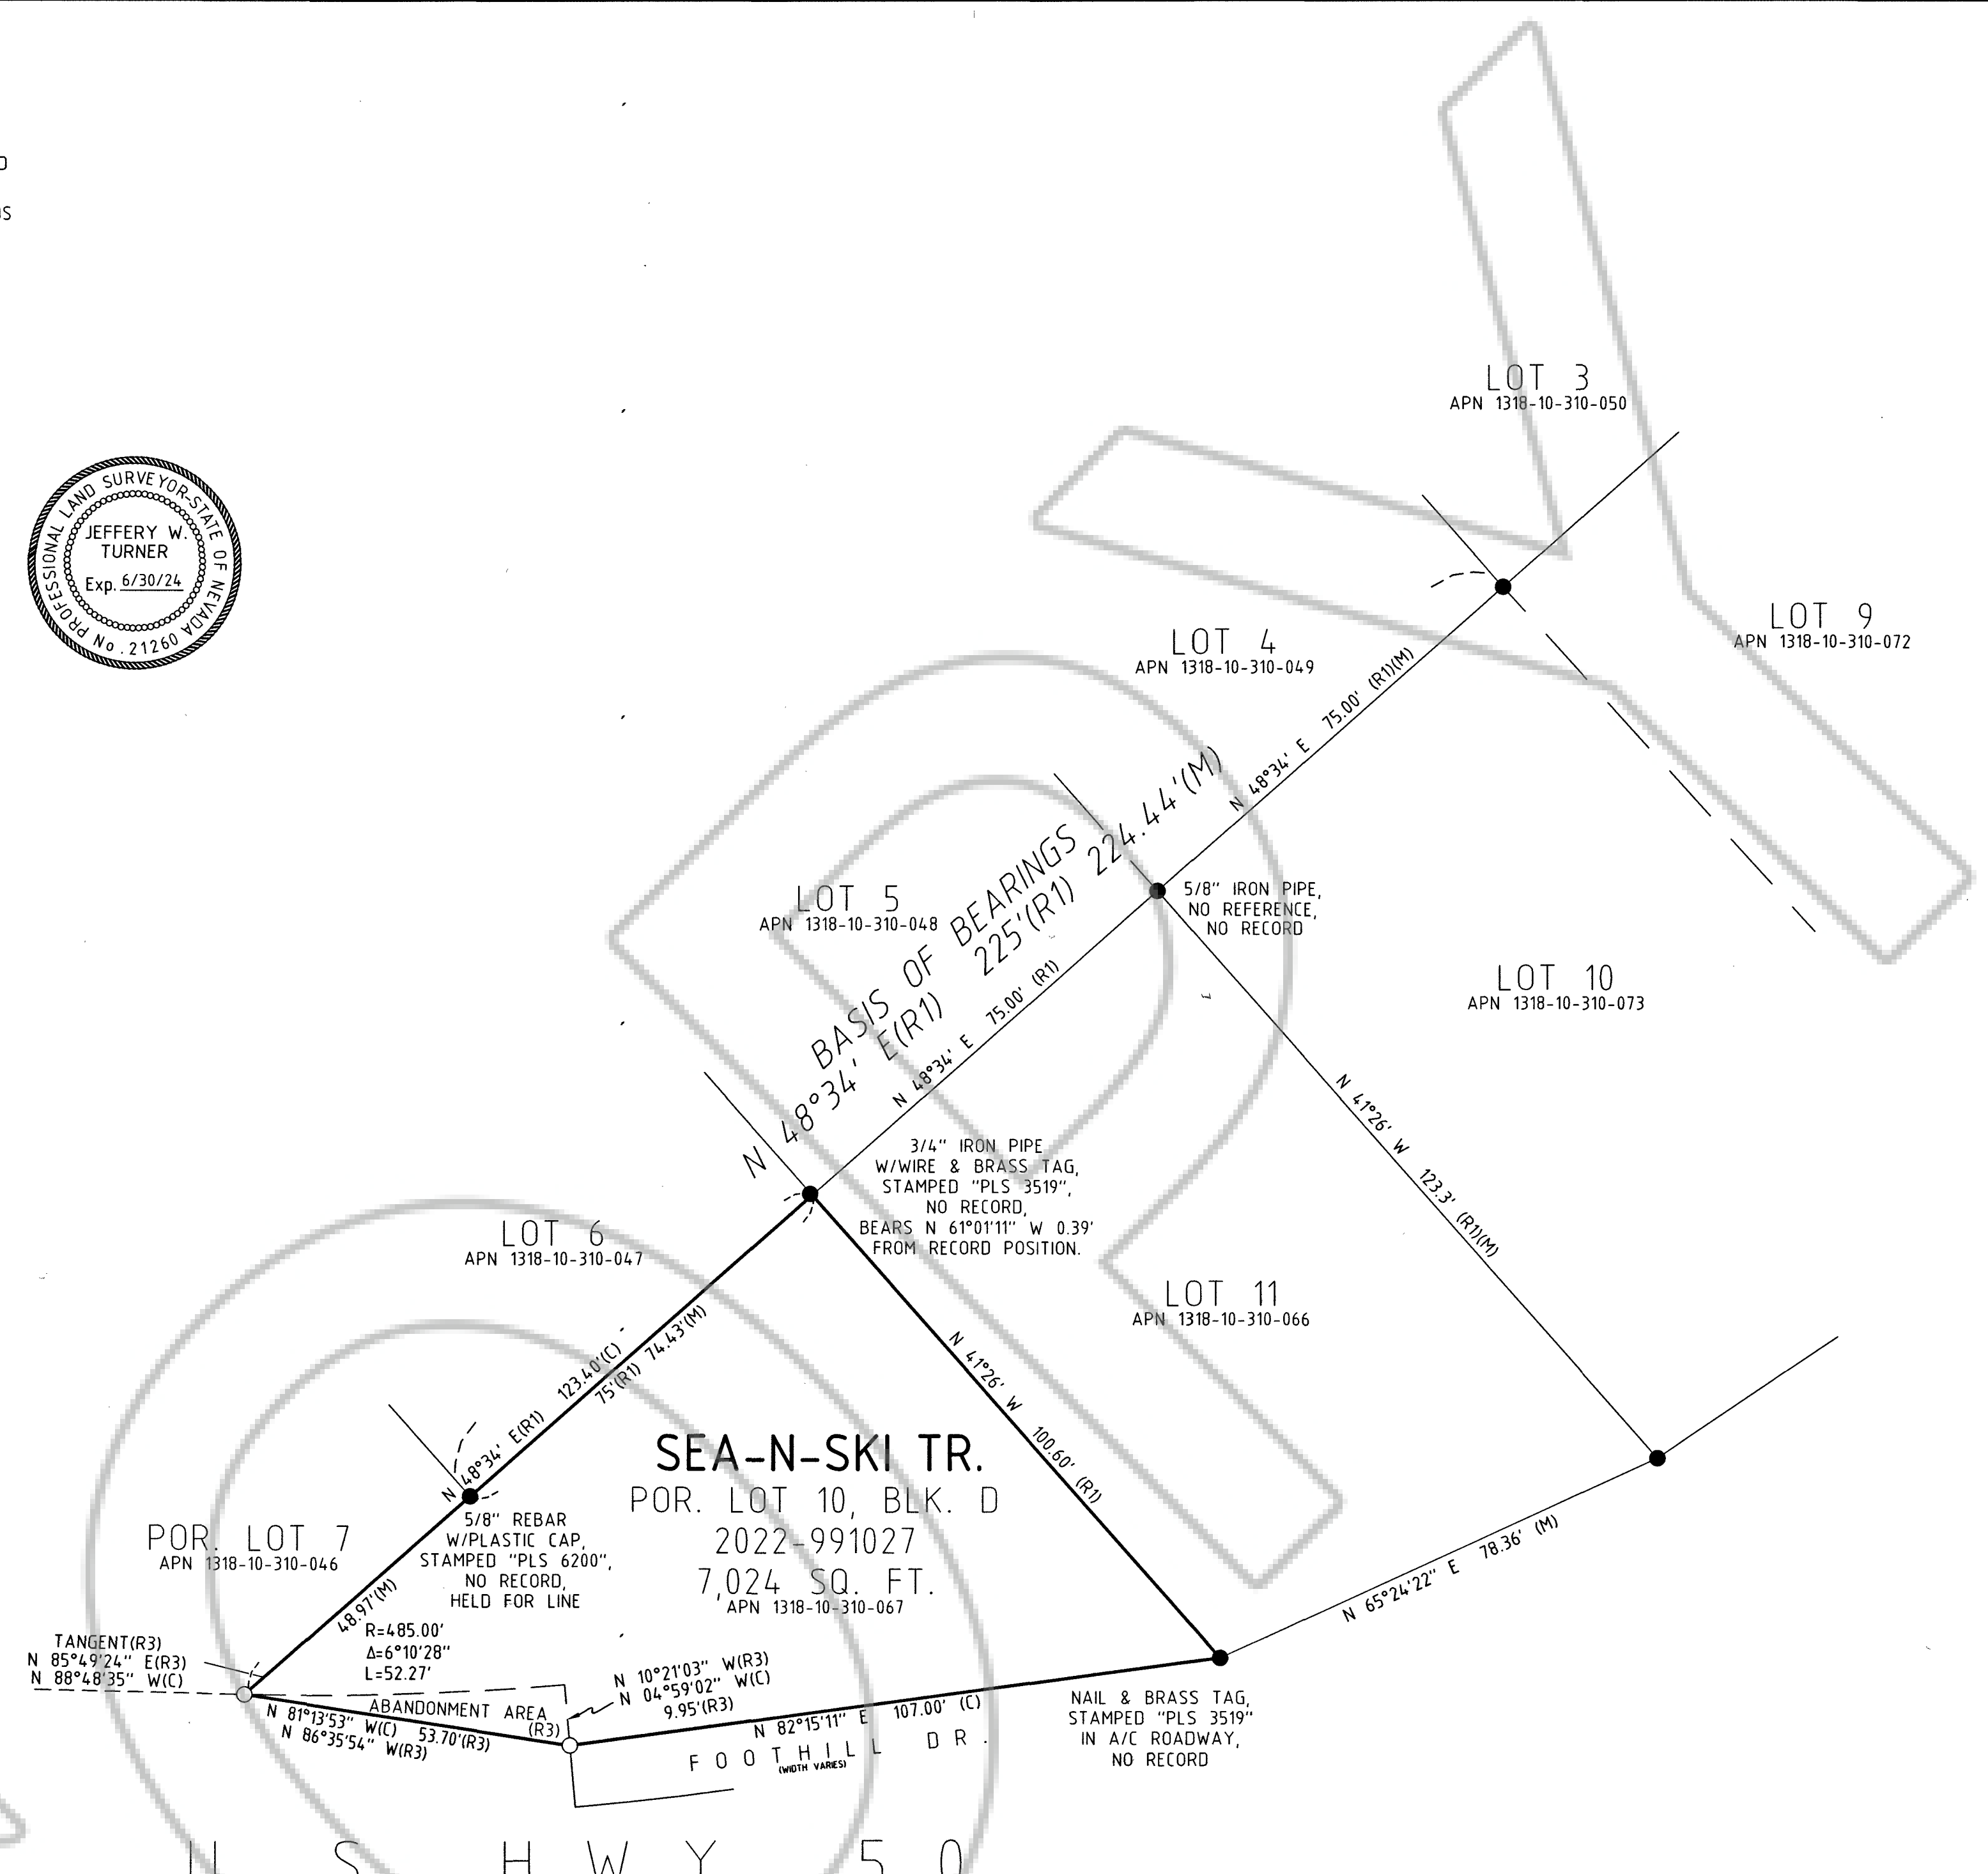 PROFESSIONAL LAND SURVEYOR-STATE OF NEVADA
JEFFERY W.
TURNER
Exp. 6/30/24
No. 21260
LOT 3
APN 1318-10-310-050
LOT 9
APN 1318-10-310-072
LOT 4
APN 1318-10-310-049
N 48°34' E 75.00' (R1)(M)
LOT 5
APN 1318-10-310-048
BASIS OF BEARINGS
N 48°34' E(R1) 225'(R1) 224.44'(M)
N 48°34' E 75.00' (R1)
5/8" IRON PIPE,
NO REFERENCE,
NO RECORD
LOT 10
APN 1318-10-310-073
N 41°26' W 123.3' (R1)(M)
3/4" IRON PIPE
W/WIRE & BRASS TAG,
STAMPED "PLS 3519",
NO RECORD,
BEARS N 61°01'11" W 0.39'
FROM RECORD POSITION.
LOT 6
APN 1318-10-310-047
LOT 11
APN 1318-10-310-066
123.40'(C)
N 48°34' E(R1) 75'(R1) 74.43'(M)
N 41°26' W 100.60' (R1)
SEA-N-SKI TR.
POR. LOT 10, BLK. D
2022-991027
7,024 SQ. FT.
APN 1318-10-310-067
5/8" REBAR
W/PLASTIC CAP,
STAMPED "PLS 6200",
NO RECORD,
HELD FOR LINE
POR. LOT 7
APN 1318-10-310-046
48.97'(M)
R=485.00'
Δ=6°10'28"
L=52.27'
TANGENT(R3)
N 85°49'24" E(R3)
N 88°48'35" W(C)
N 10°21'03" W(R3)
N 04°59'02" W(C)
9.95'(R3)
ABANDONMENT AREA
(R3)
N 81°13'53" W(C) 53.70'(R3)
N 86°35'54" W(R3)
N 82°15'11" E 107.00' (C)
N 65°24'22" E 78.36' (M)
FOOTHILL DR.
(WIDTH VARIES)
NAIL & BRASS TAG,
STAMPED "PLS 3519"
IN A/C ROADWAY,
NO RECORD
U S HWY 50